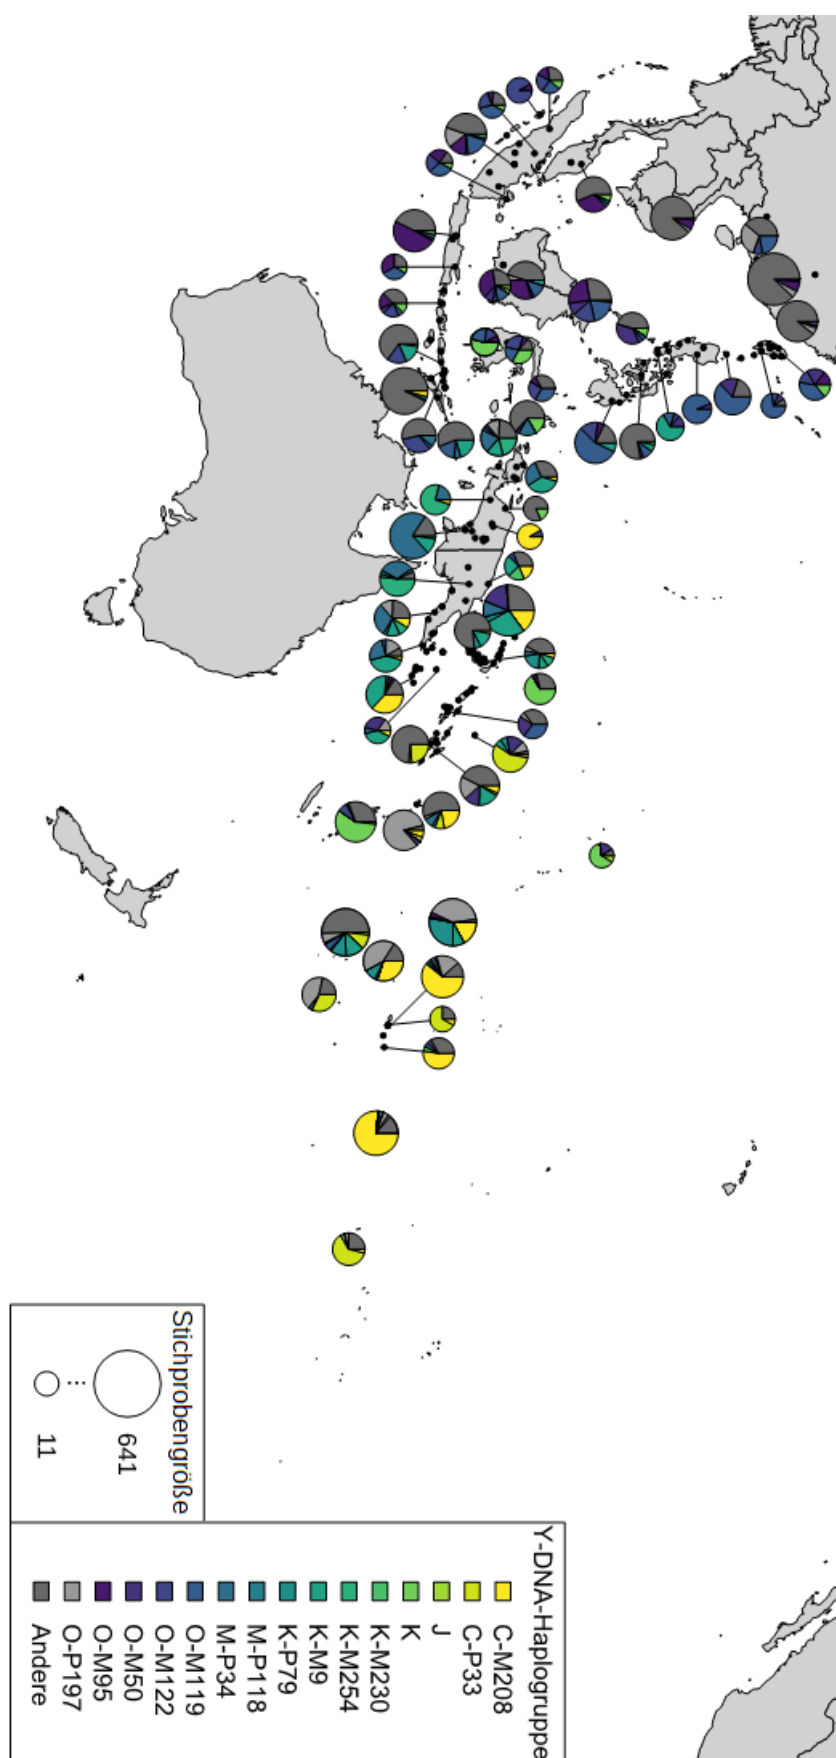 Stichprobengröße
641
11
Y-DNA-Haplogruppe
C-M208
C-P33
J
K
K-M230
K-M254
K-M9
K-P79
M-P118
M-P34
O-M119
O-M122
O-M50
O-M95
O-P197
Andere